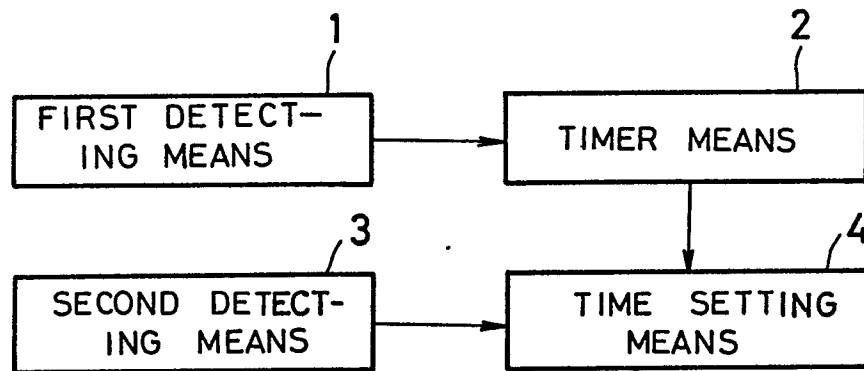 1
FIRST DETECT-
ING MEANS
2
TIMER MEANS
3
SECOND DETECT-
ING MEANS
4
TIME SETTING
MEANS